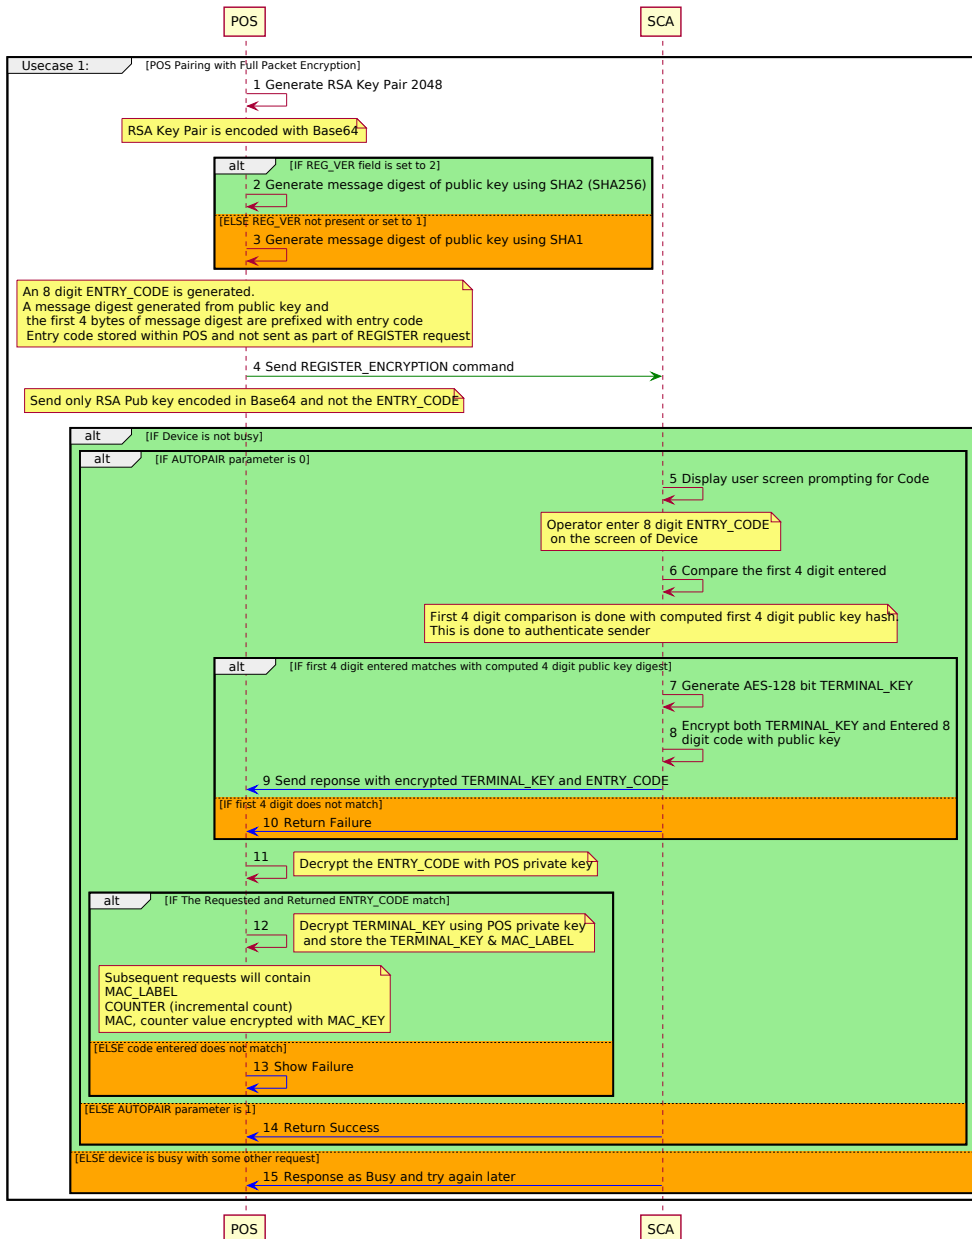 POS SCA
Usecase 1: [POS Pairing with Full Packet Encryption]
1 Generate RSA Key Pair 2048
RSA Key Pair is encoded with Base64
alt [IF REG_VER field is set to 2]
2 Generate message digest of public key using SHA2 (SHA256)
[ELSE REG_VER not present or set to 1]
3 Generate message digest of public key using SHA1
An 8 digit ENTRY_CODE is generated.
A message digest generated from public key and
the first 4 bytes of message digest are prefixed with entry code
Entry code stored within POS and not sent as part of REGISTER request
4 Send REGISTER_ENCRYPTION command
Send only RSA Pub key encoded in Base64 and not the ENTRY_CODE
alt [IF Device is not busy]
alt [IF AUTOPAIR parameter is 0]
5 Display user screen prompting for Code
Operator enter 8 digit ENTRY_CODE
on the screen of Device
6 Compare the first 4 digit entered
First 4 digit comparison is done with computed first 4 digit public key hash.
This is done to authenticate sender
alt [IF first 4 digit entered matches with computed 4 digit public key digest]
7 Generate AES-128 bit TERMINAL_KEY
8 Encrypt both TERMINAL_KEY and Entered 8
digit code with public key
9 Send reponse with encrypted TERMINAL_KEY and ENTRY_CODE
[IF first 4 digit does not match]
10 Return Failure
11 Decrypt the ENTRY_CODE with POS private key
alt [IF The Requested and Returned ENTRY_CODE match]
12 Decrypt TERMINAL_KEY using POS private key
and store the TERMINAL_KEY & MAC_LABEL
Subsequent requests will contain
MAC_LABEL
COUNTER (incremental count)
MAC, counter value encrypted with MAC_KEY
[ELSE code entered does not match]
13 Show Failure
[ELSE AUTOPAIR parameter is 1]
14 Return Success
[ELSE device is busy with some other request]
15 Response as Busy and try again later
POS SCA